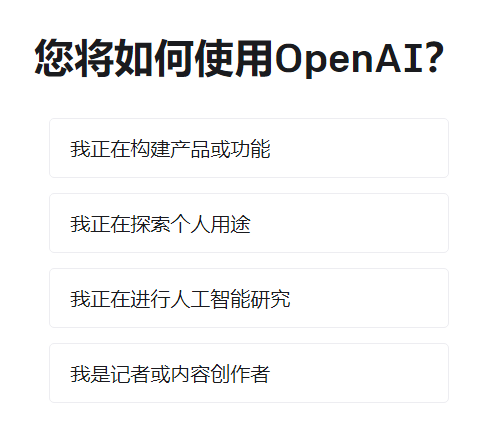 您将如何使用OpenAI?
我正在构建产品或功能
我正在探索个人用途
我正在进行人工智能研究
我是记者或内容创作者